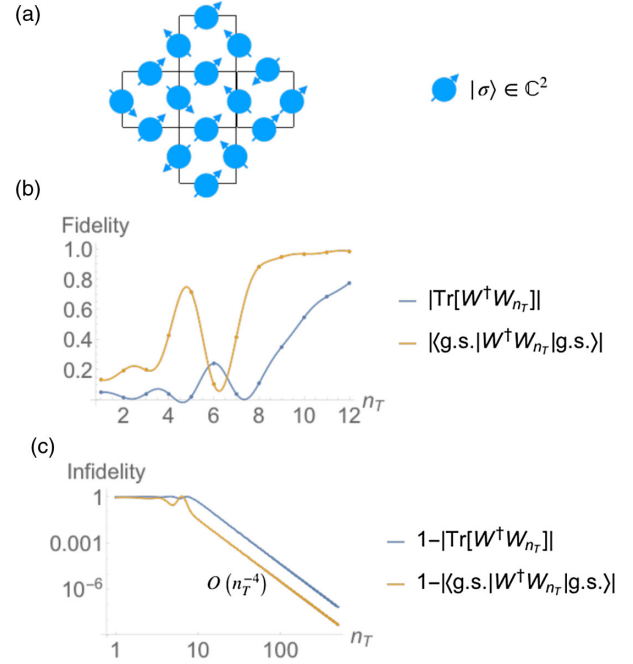 (a)
|σ⟩ ∈ ℂ²
(b)
Fidelity
1.0
0.8
0.6
0.4
0.2
2 4 6 8 10 12
n_T
|Tr[W†W_{n_T}]|
|⟨g.s.|W†W_{n_T}|g.s.⟩|
(c)
Infidelity
1
0.001
10⁻⁶
O (n_T⁻⁴)
1 10 100
n_T
1–|Tr[W†W_{n_T}]|
1–|⟨g.s.|W†W_{n_T}|g.s.⟩|